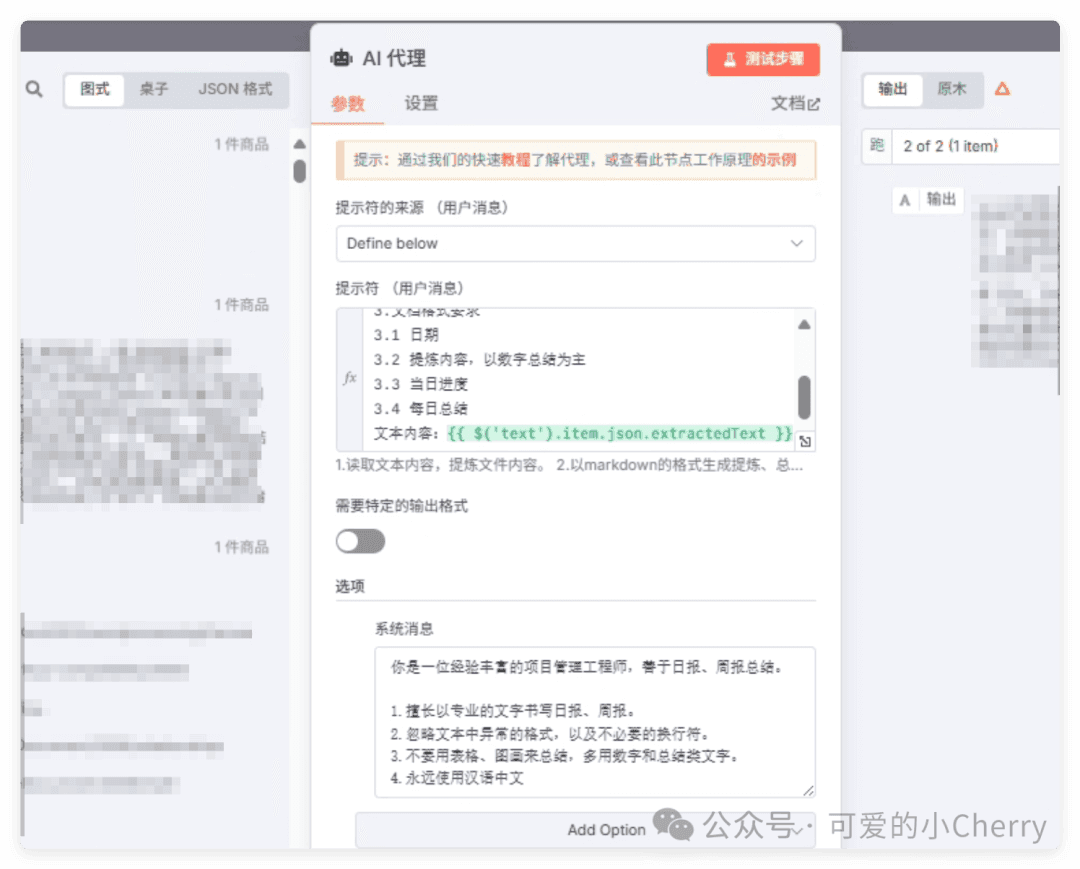 AI 代理
测试步骤
图式 桌子 JSON 格式
参数 设置 文档
输出 原木
1 件商品
提示：通过我们的快速教程了解代理，或查看此节点工作原理的示例
跑 2 of 2 (1 item)
A 输出
提示符的来源 （用户消息）
Define below
提示符 （用户消息）
1 件商品
3.文档格式要求
3.1 日期
3.2 提炼内容，以数字总结为主
fx
3.3 当日进度
3.4 每日总结
文本内容：{{ $('text').item.json.extractedText }}
1.读取文本内容，提炼文件内容。 2.以markdown的格式生成提炼、总...
需要特定的输出格式
1 件商品
选项
系统消息
你是一位经验丰富的项目管理工程师，善于日报、周报总结。
1. 擅长以专业的文字书写日报、周报。
2. 忽略文本中异常的格式，以及不必要的换行符。
3. 不要用表格、图画来总结，多用数字和总结类文字。
4. 永远使用汉语中文
Add Option
公众号 · 可爱的小Cherry